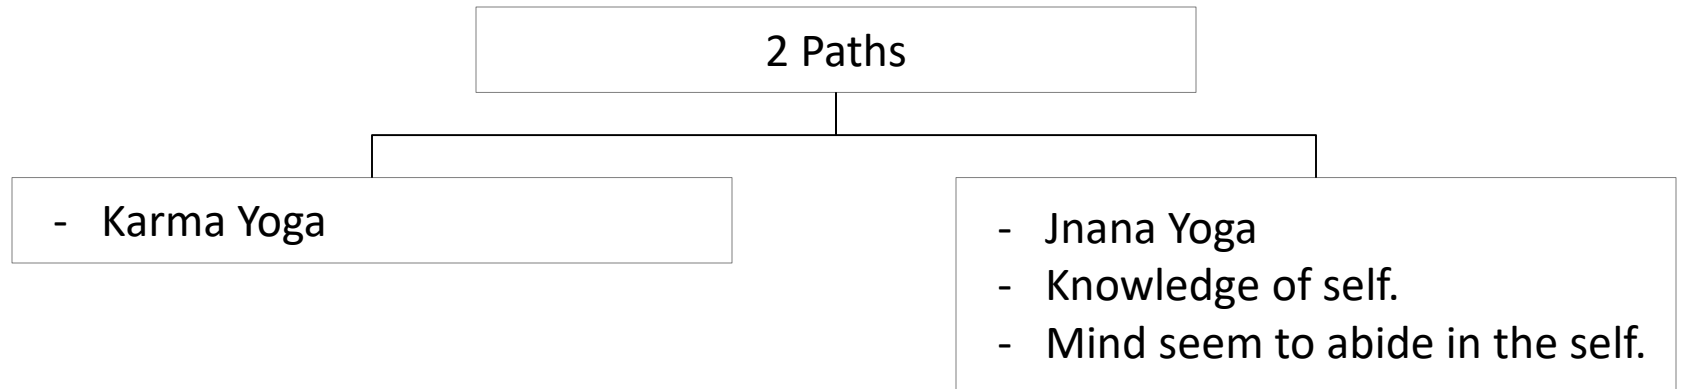 2 Paths
- Karma Yoga
- Jnana Yoga
- Knowledge of self.
- Mind seem to abide in the self.